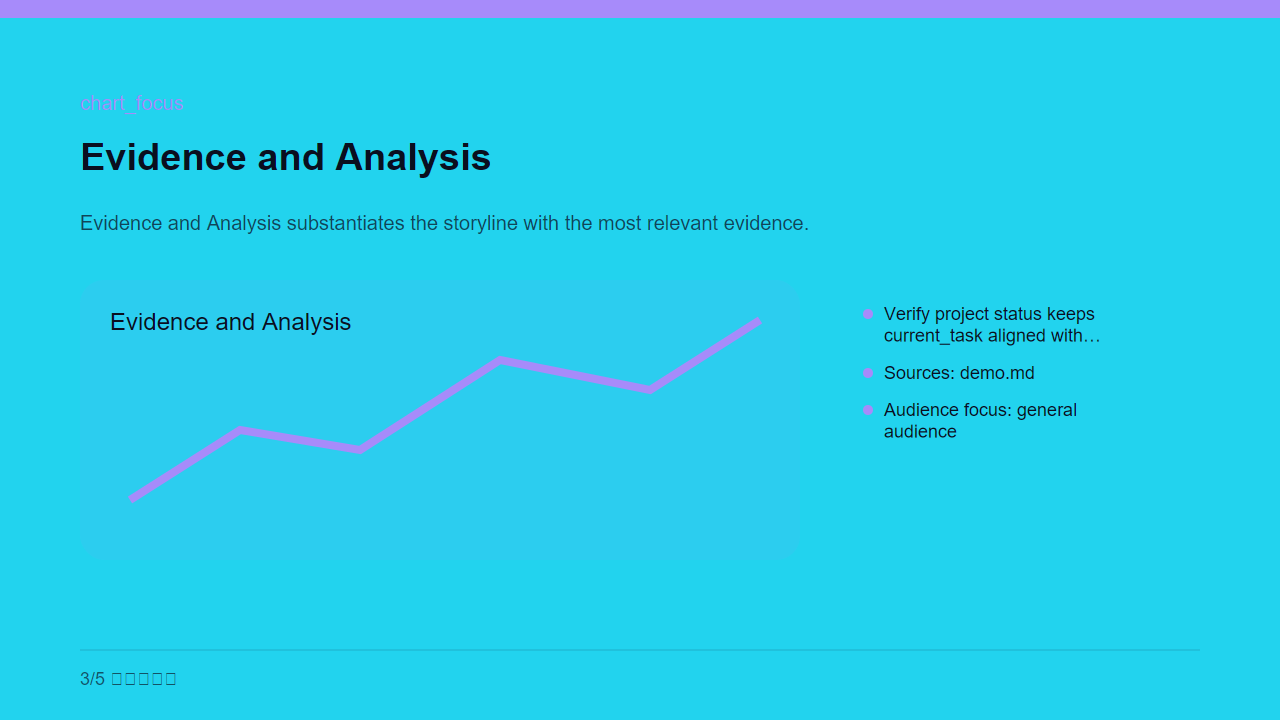 chart_focus
Evidence and Analysis
Evidence and Analysis substantiates the storyline with the most relevant evidence.
Evidence and Analysis
Verify project status keeps
current_task aligned with…
Sources: demo.md
Audience focus: general
audience
3/5